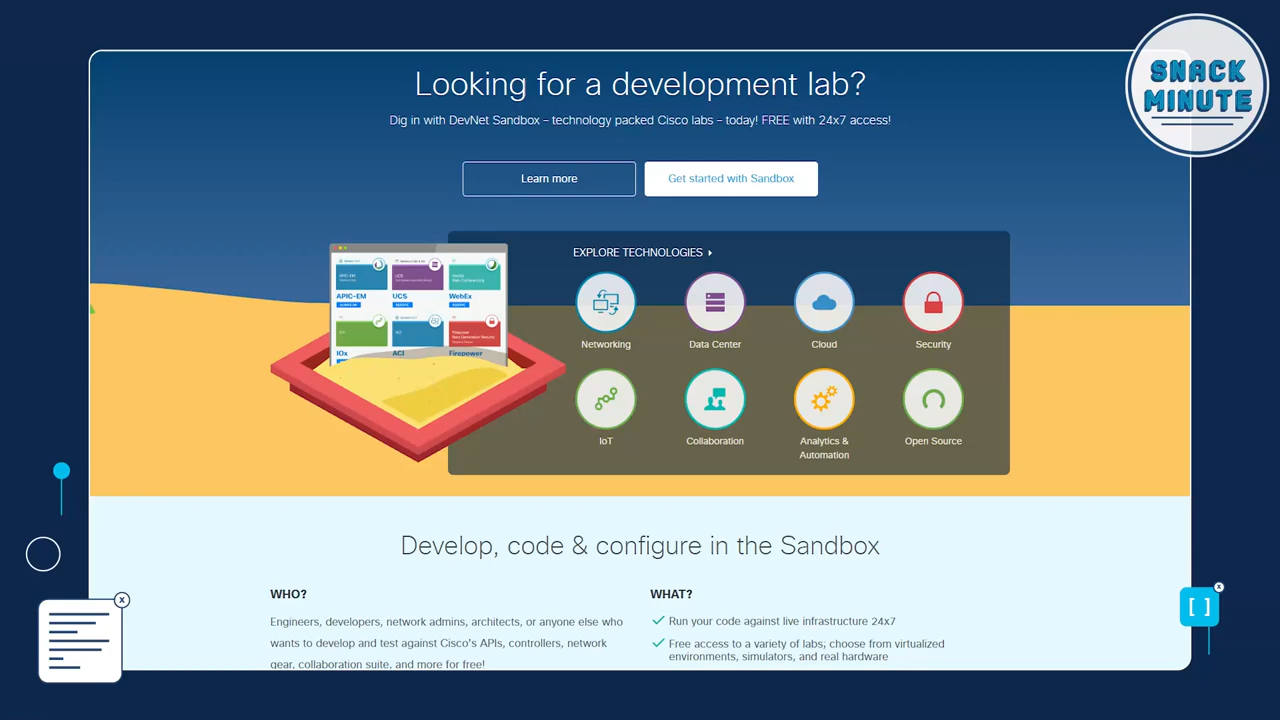 SNACK
MINUTE
Looking for a development lab?
Dig in with DevNet Sandbox – technology packed Cisco labs – today! FREE with 24x7 access!
Learn more
Get started with Sandbox
EXPLORE TECHNOLOGIES
APIC-EM
UCS
WebEx
IOx
ACI
Firepower
Networking
Data Center
Cloud
Security
IoT
Collaboration
Analytics &
Automation
Open Source
Develop, code & configure in the Sandbox
WHO?
Engineers, developers, network admins, architects, or anyone else who
wants to develop and test against Cisco's APIs, controllers, network
gear, collaboration suite, and more for free!
WHAT?
Run your code against live infrastructure 24x7
Free access to a variety of labs; choose from virtualized
environments, simulators, and real hardware
x
x
[ ]